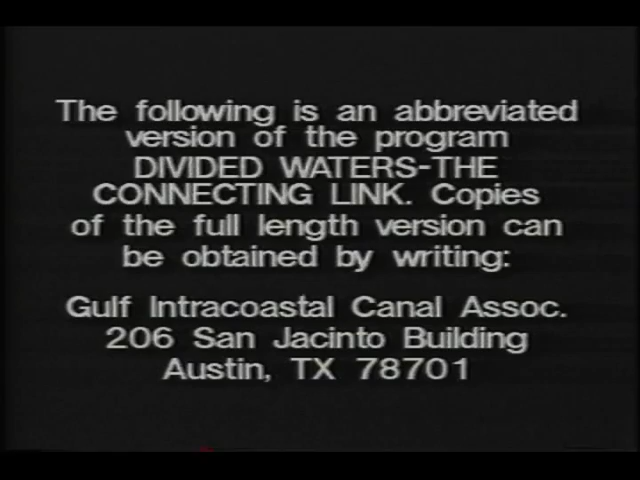 The following is an abbreviated
version of the program
DIVIDED WATERS-THE
CONNECTING LINK. Copies
of the full length version can
be obtained by writing:
Gulf Intracoastal Canal Assoc.
206 San Jacinto Building
Austin, TX 78701